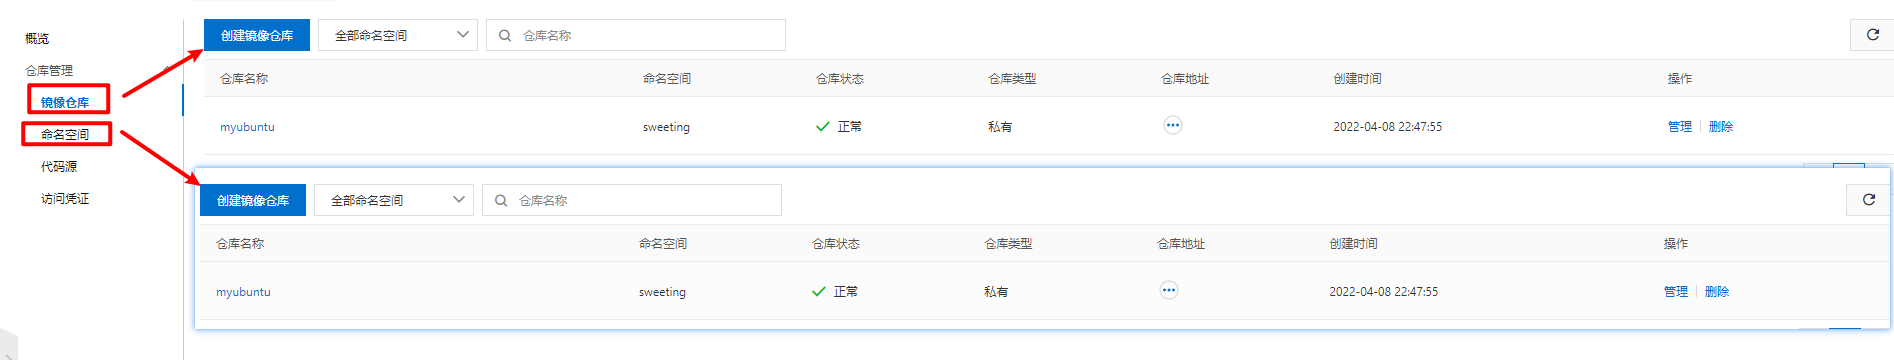 概览
仓库管理
镜像仓库
命名空间
代码源
访问凭证
创建镜像仓库 全部命名空间 仓库名称
仓库名称 命名空间 仓库状态 仓库类型 仓库地址 创建时间 操作
myubuntu sweeting 正常 私有 2022-04-08 22:47:55 管理 删除
创建镜像仓库 全部命名空间 仓库名称
仓库名称 命名空间 仓库状态 仓库类型 仓库地址 创建时间 操作
myubuntu sweeting 正常 私有 2022-04-08 22:47:55 管理 删除